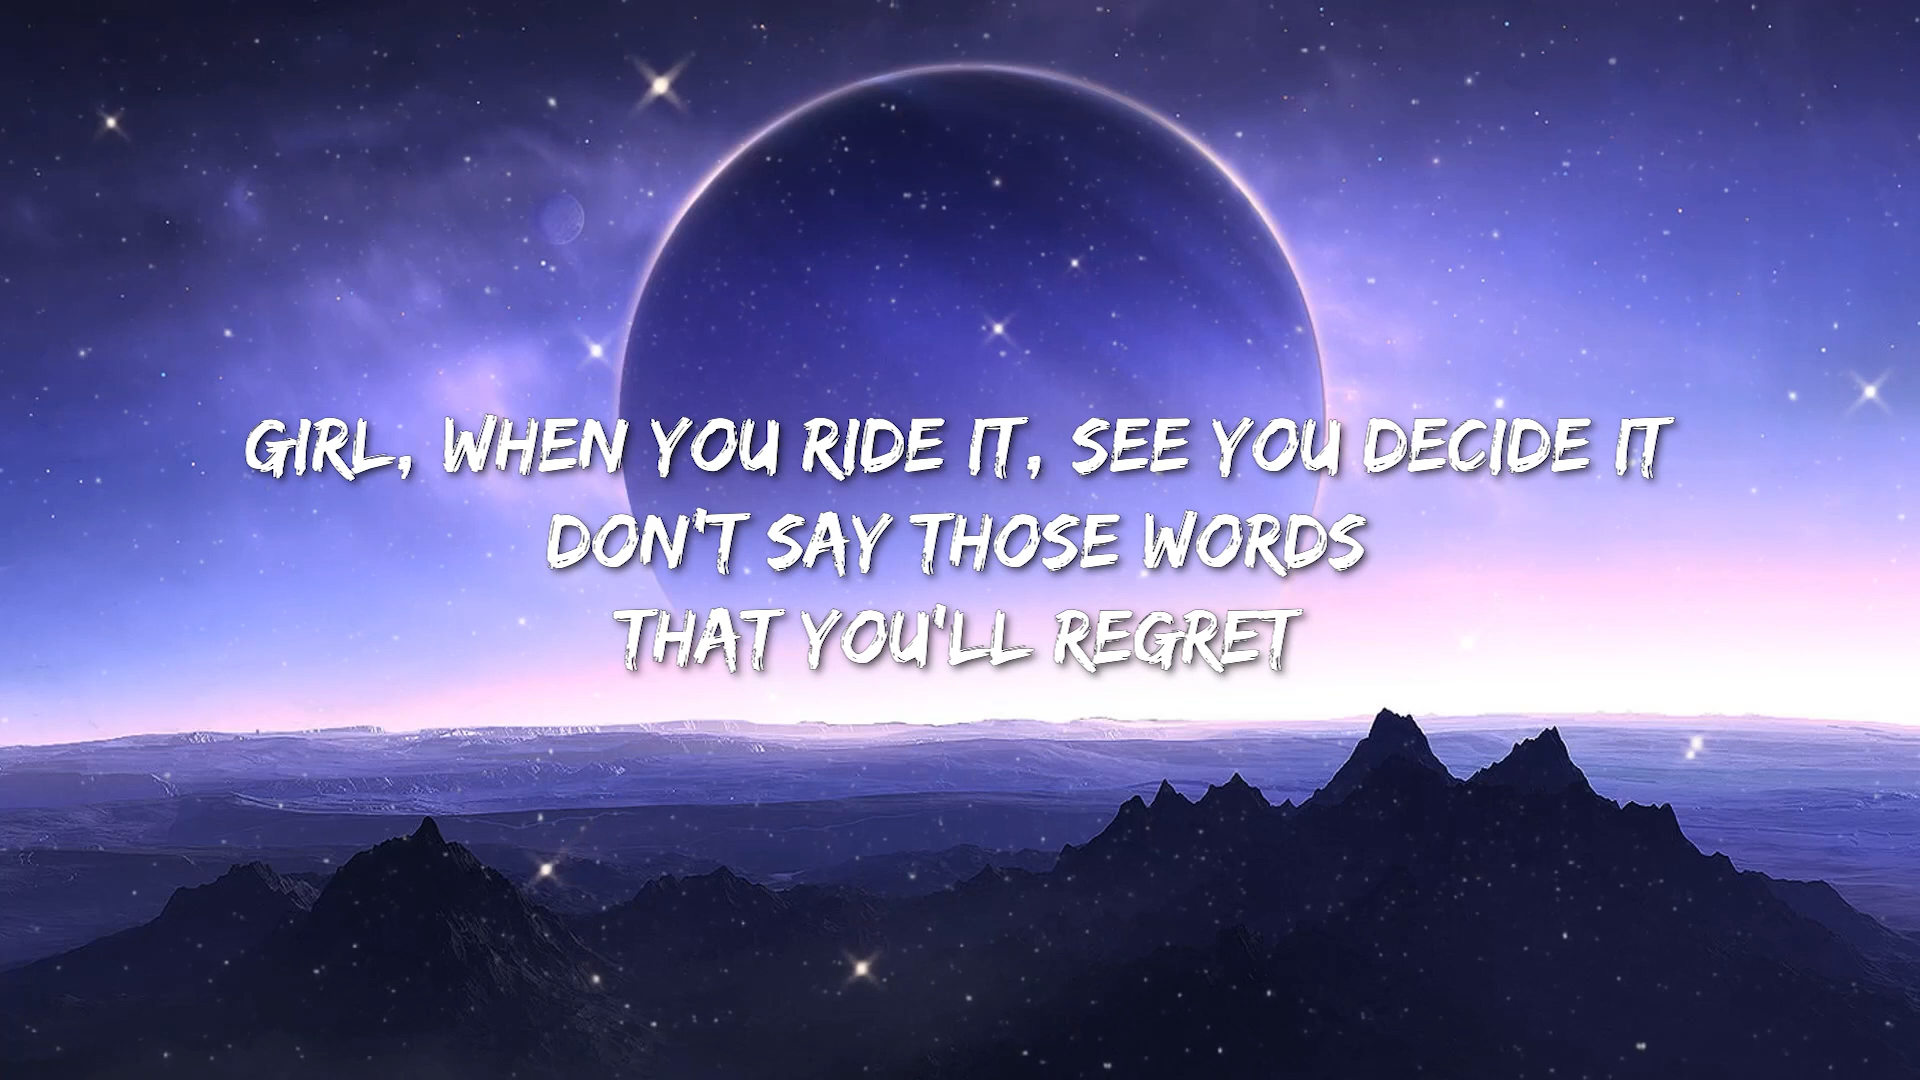 GIRL, WHEN YOU RIDE IT, SEE YOU DECIDE IT
DON'T SAY THOSE WORDS
THAT YOU'LL REGRET